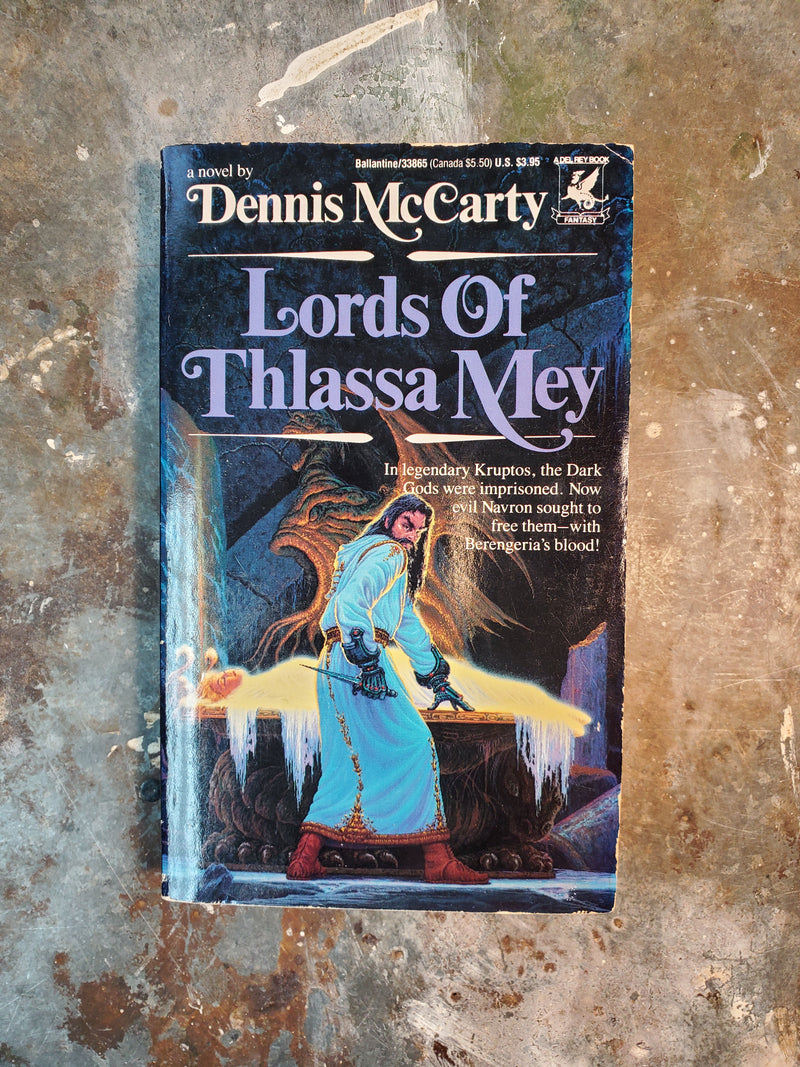 Ballantine/33865 (Canada $5.50) U.S. $3.95
A DEL REY BOOK
FANTASY
a novel by
Dennis McCarty
Lords Of
Thlassa Mey
In legendary Kruptos, the Dark
Gods were imprisoned. Now
evil Navron sought to
free them—with
Berengeria's blood!